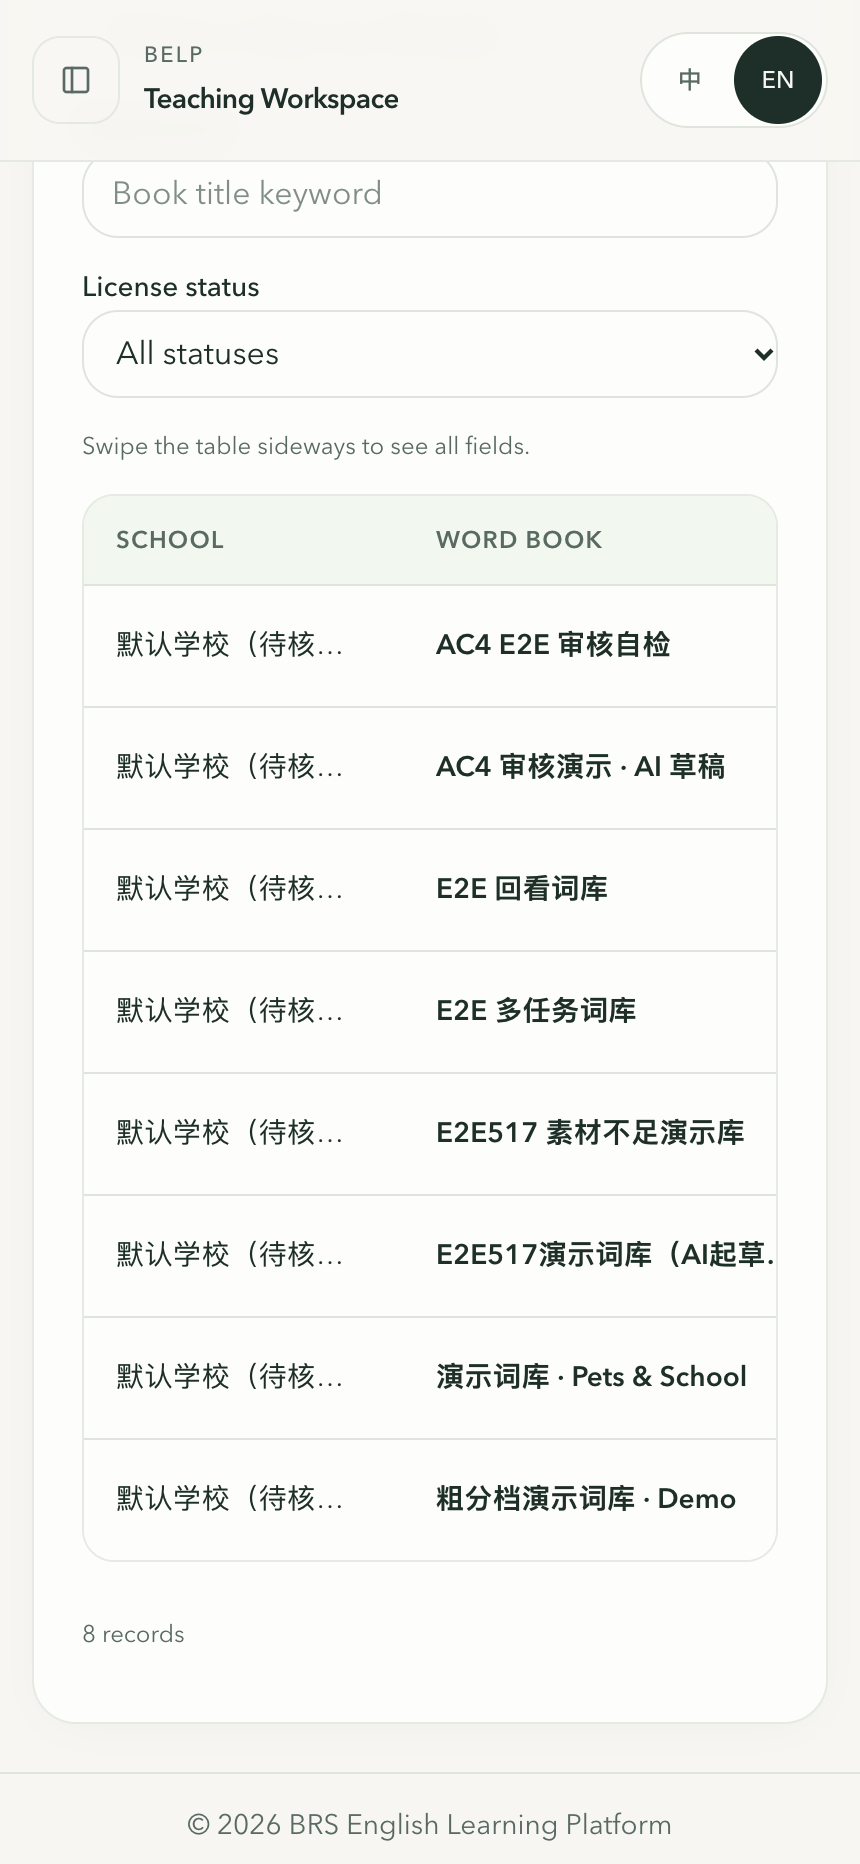 BELP
Teaching Workspace
中
EN
Book title keyword
License status
All statuses
Swipe the table sideways to see all fields.
SCHOOL WORD BOOK
默认学校（待核… AC4 E2E 审核自检
默认学校（待核… AC4 审核演示 · AI 草稿
默认学校（待核… E2E 回看词库
默认学校（待核… E2E 多任务词库
默认学校（待核… E2E517 素材不足演示库
默认学校（待核… E2E517演示词库（AI起草.
默认学校（待核… 演示词库 · Pets & School
默认学校（待核… 粗分档演示词库 · Demo
8 records
© 2026 BRS English Learning Platform